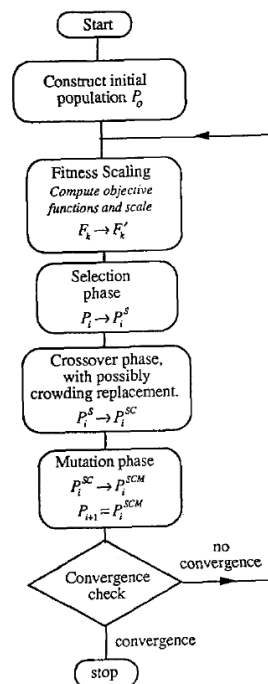 Start
Construct initial
population P_o
Fitness Scaling
Compute objective
functions and scale
F_k → F_k′
Selection
phase
P_i → P_i^S
Crossover phase,
with possibly
crowding replacement.
P_i^S → P_i^SC
Mutation phase
P_i^SC → P_i^SCM
P_i+1 = P_i^SCM
no
convergence
Convergence
check
convergence
stop